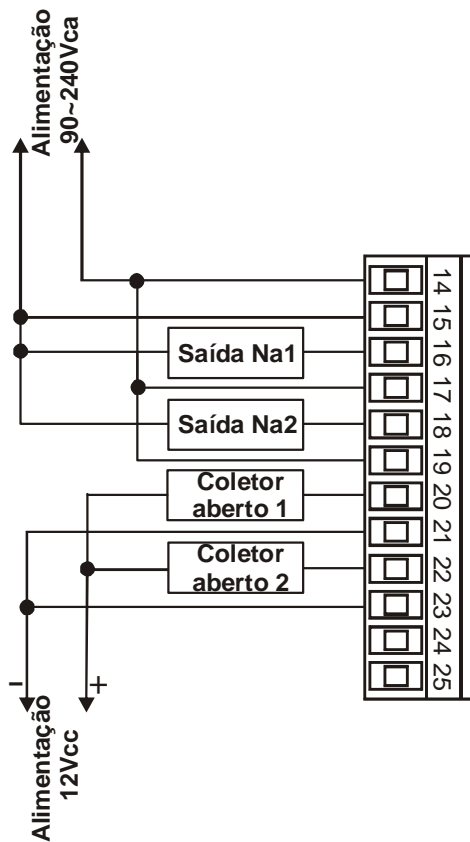 Alimentação
90~240Vca
14
15
Saída Na1
16
17
Saída Na2
18
19
Coletor
aberto 1
20
21
Coletor
aberto 2
22
23
24
25
-
+
Alimentação
12Vcc